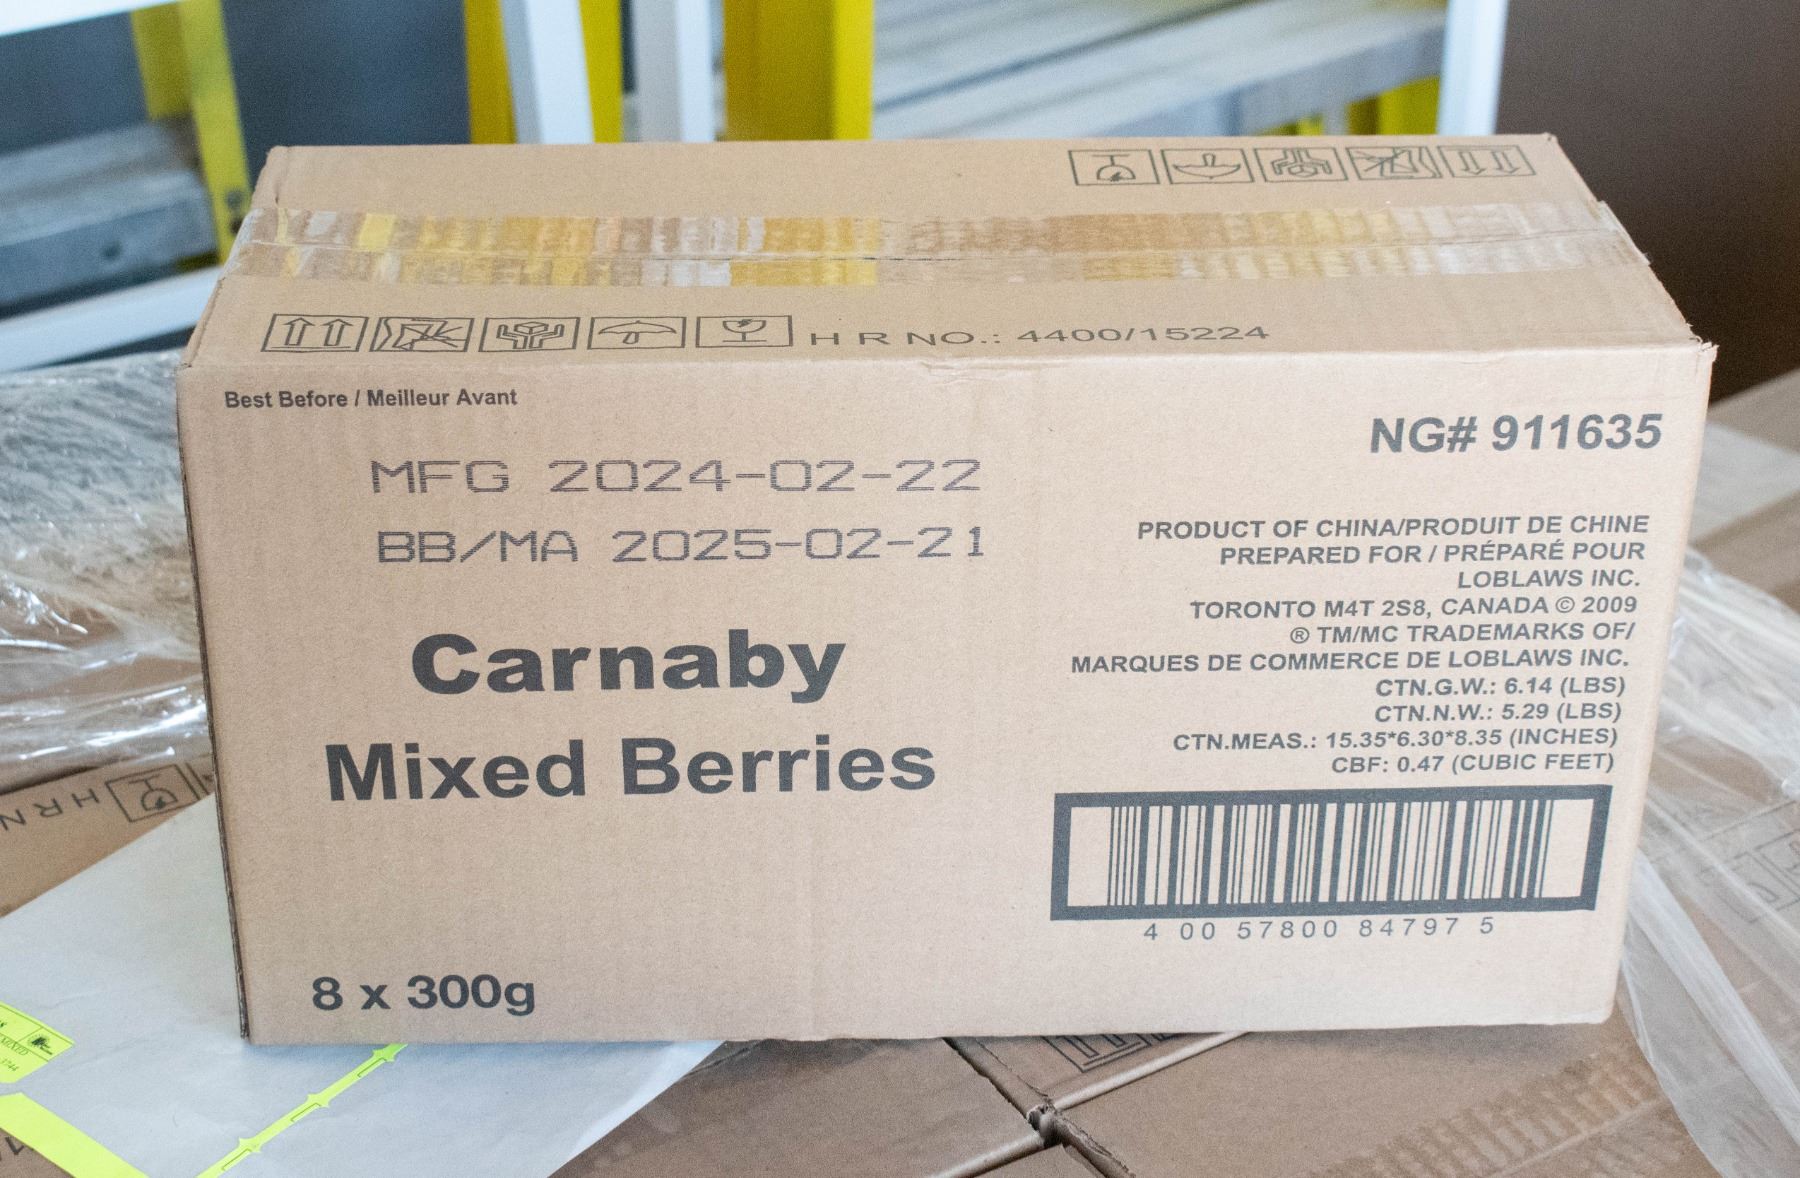 H R NO.: 4400/15224
Best Before / Meilleur Avant
MFG 2024-02-22
BB/MA 2025-02-21
Carnaby
Mixed Berries
8 x 300g
NG# 911635
PRODUCT OF CHINA/PRODUIT DE CHINE
PREPARED FOR / PRÉPARÉ POUR
LOBLAWS INC.
TORONTO M4T 2S8, CANADA © 2009
® TM/MC TRADEMARKS OF/
MARQUES DE COMMERCE DE LOBLAWS INC.
CTN.G.W.: 6.14 (LBS)
CTN.N.W.: 5.29 (LBS)
CTN.MEAS.: 15.35*6.30*8.35 (INCHES)
CBF: 0.47 (CUBIC FEET)
4 00 57800 84797 5
H R N
MIXED